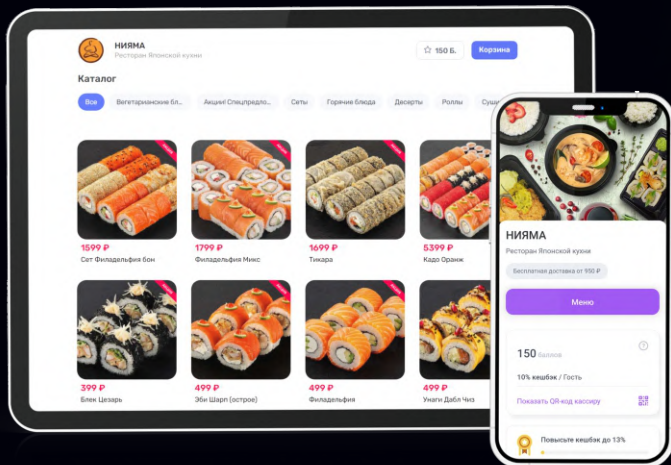 НИЯМА
Ресторан Японской кухни
150 Б.
Корзина
Каталог
Все
Вегетарианские бл...
Акции! Спецпредло...
Сеты
Горячие блюда
Десерты
Роллы
Суши
1599 ₽
Сет Филадельфия бон
1799 ₽
Филадельфия Микс
1699 ₽
Тикара
5399 ₽
Кадо Оранж
399 ₽
Блек Цезарь
499 ₽
Эби Шарп (острое)
499 ₽
Филадельфия
499 ₽
Унаги Дабл Чиз
НИЯМА
Ресторан Японской кухни
Бесплатная доставка от 950 ₽
Меню
150 баллов
10% кешбэк / Гость
Показать QR-код кассиру
Повысьте кешбэк до 13%